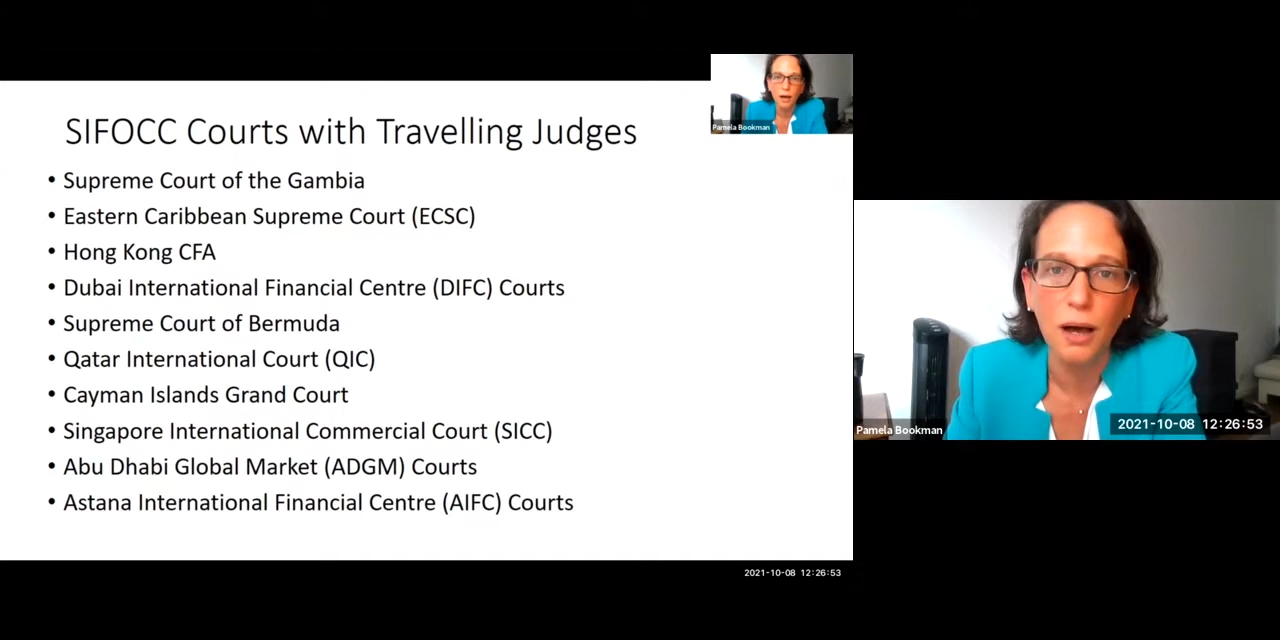 SIFOCC Courts with Travelling Judges
Pamela Bookman
• Supreme Court of the Gambia
• Eastern Caribbean Supreme Court (ECSC)
• Hong Kong CFA
• Dubai International Financial Centre (DIFC) Courts
• Supreme Court of Bermuda
• Qatar International Court (QIC)
• Cayman Islands Grand Court
• Singapore International Commercial Court (SICC)
• Abu Dhabi Global Market (ADGM) Courts
• Astana International Financial Centre (AIFC) Courts
2021-10-08 12:26:53
Pamela Bookman
2021-10-08 12:26:53